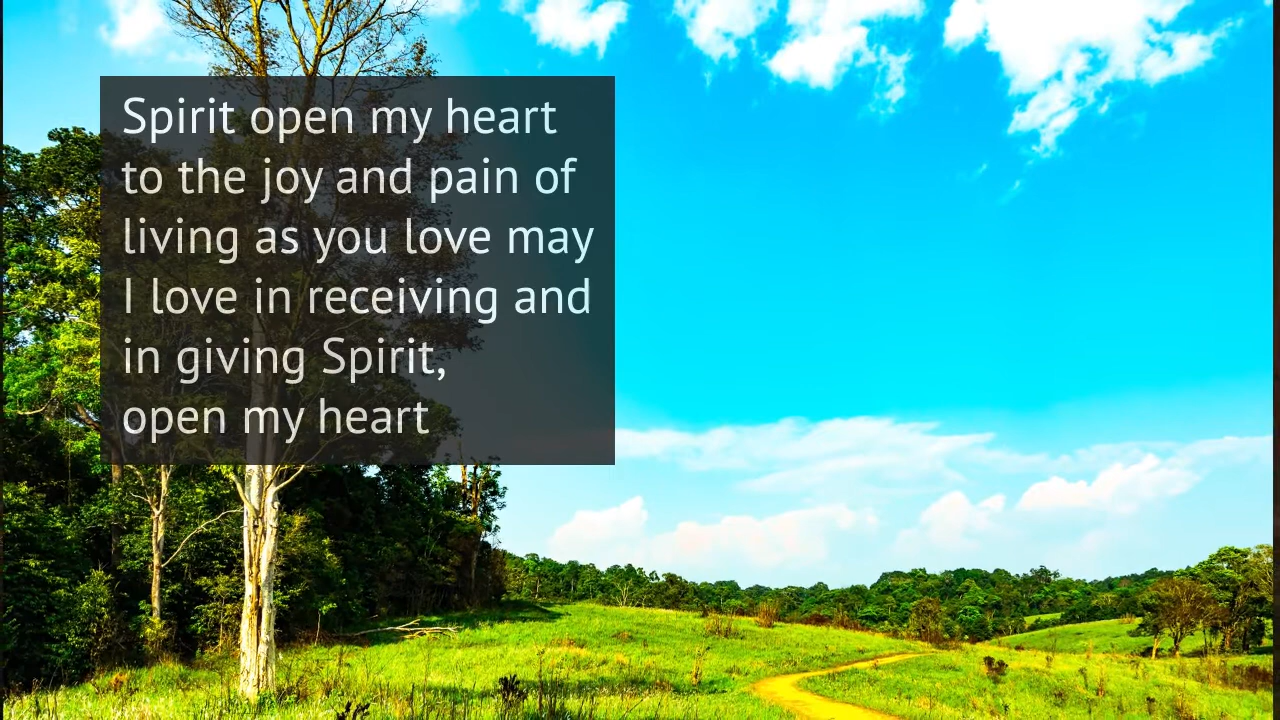 Spirit open my heart
to the joy and pain of
living as you love may
I love in receiving and
in giving Spirit,
open my heart